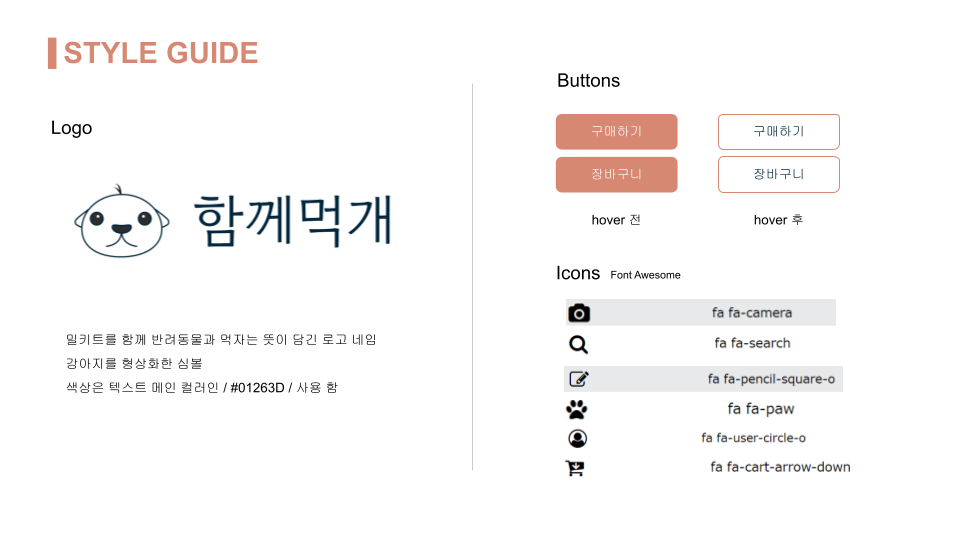 STYLE GUIDE
Logo
함께먹개
밀키트를 함께 반려동물과 먹자는 뜻이 담긴 로고 네임
강아지를 형상화한 심볼
색상은 텍스트 메인 컬러인 / #01263D / 사용 함
Buttons
구매하기 구매하기
장바구니 장바구니
hover 전 hover 후
Icons Font Awesome
fa fa-camera
fa fa-search
fa fa-pencil-square-o
fa fa-paw
fa fa-user-circle-o
fa fa-cart-arrow-down